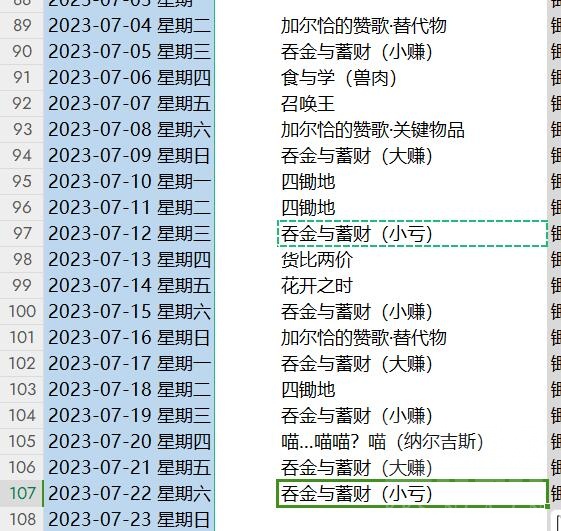 89 2023-07-04 星期二 加尔恰的赞歌·替代物
90 2023-07-05 星期三 吞金与蓄财（小赚）
91 2023-07-06 星期四 食与学（兽肉）
92 2023-07-07 星期五 召唤王
93 2023-07-08 星期六 加尔恰的赞歌·关键物品
94 2023-07-09 星期日 吞金与蓄财（大赚）
95 2023-07-10 星期一 四锄地
96 2023-07-11 星期二 四锄地
97 2023-07-12 星期三 吞金与蓄财（小亏）
98 2023-07-13 星期四 货比两价
99 2023-07-14 星期五 花开之时
100 2023-07-15 星期六 吞金与蓄财（小赚）
101 2023-07-16 星期日 加尔恰的赞歌·替代物
102 2023-07-17 星期一 吞金与蓄财（大赚）
103 2023-07-18 星期二 四锄地
104 2023-07-19 星期三 吞金与蓄财（小赚）
105 2023-07-20 星期四 喵...喵喵？喵（纳尔吉斯）
106 2023-07-21 星期五 吞金与蓄财（大赚）
107 2023-07-22 星期六 吞金与蓄财（小亏）
108 2023-07-23 星期日